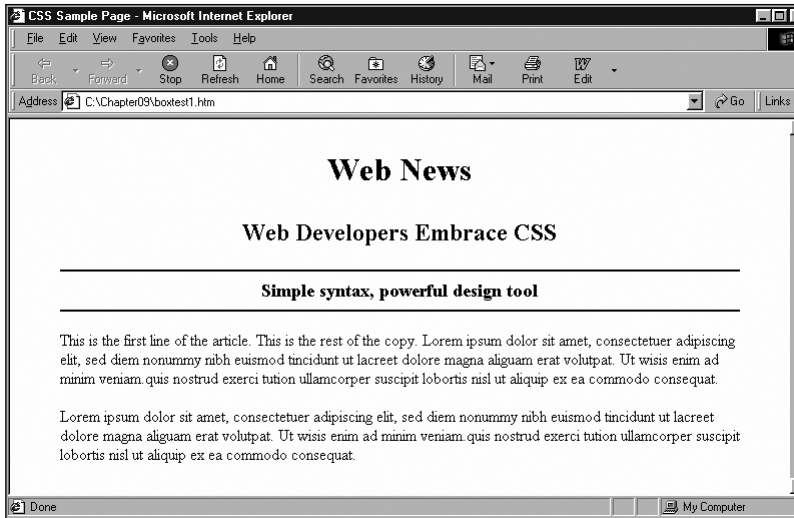 CSS Sample Page - Microsoft Internet Explorer
File Edit View Favorites Tools Help
Back Forward Stop Refresh Home Search Favorites History Mail Print Edit
Address C:\Chapter09\boxtest1.htm Go Links
Web News
Web Developers Embrace CSS
Simple syntax, powerful design tool
This is the first line of the article. This is the rest of the copy. Lorem ipsum dolor sit amet, consectetuer adipiscing
elit, sed diem nonummy nibh euismod tincidunt ut lacreet dolore magna aliguam erat volutpat. Ut wisis enim ad
minim veniam.quis nostrud exerci tution ullamcorper suscipit lobortis nisl ut aliquip ex ea commodo consequat.
Lorem ipsum dolor sit amet, consectetuer adipiscing elit, sed diem nonummy nibh euismod tincidunt ut lacreet
dolore magna aliguam erat volutpat. Ut wisis enim ad minim veniam.quis nostrud exerci tution ullamcorper suscipit
lobortis nisl ut aliquip ex ea commodo consequat.
Done My Computer